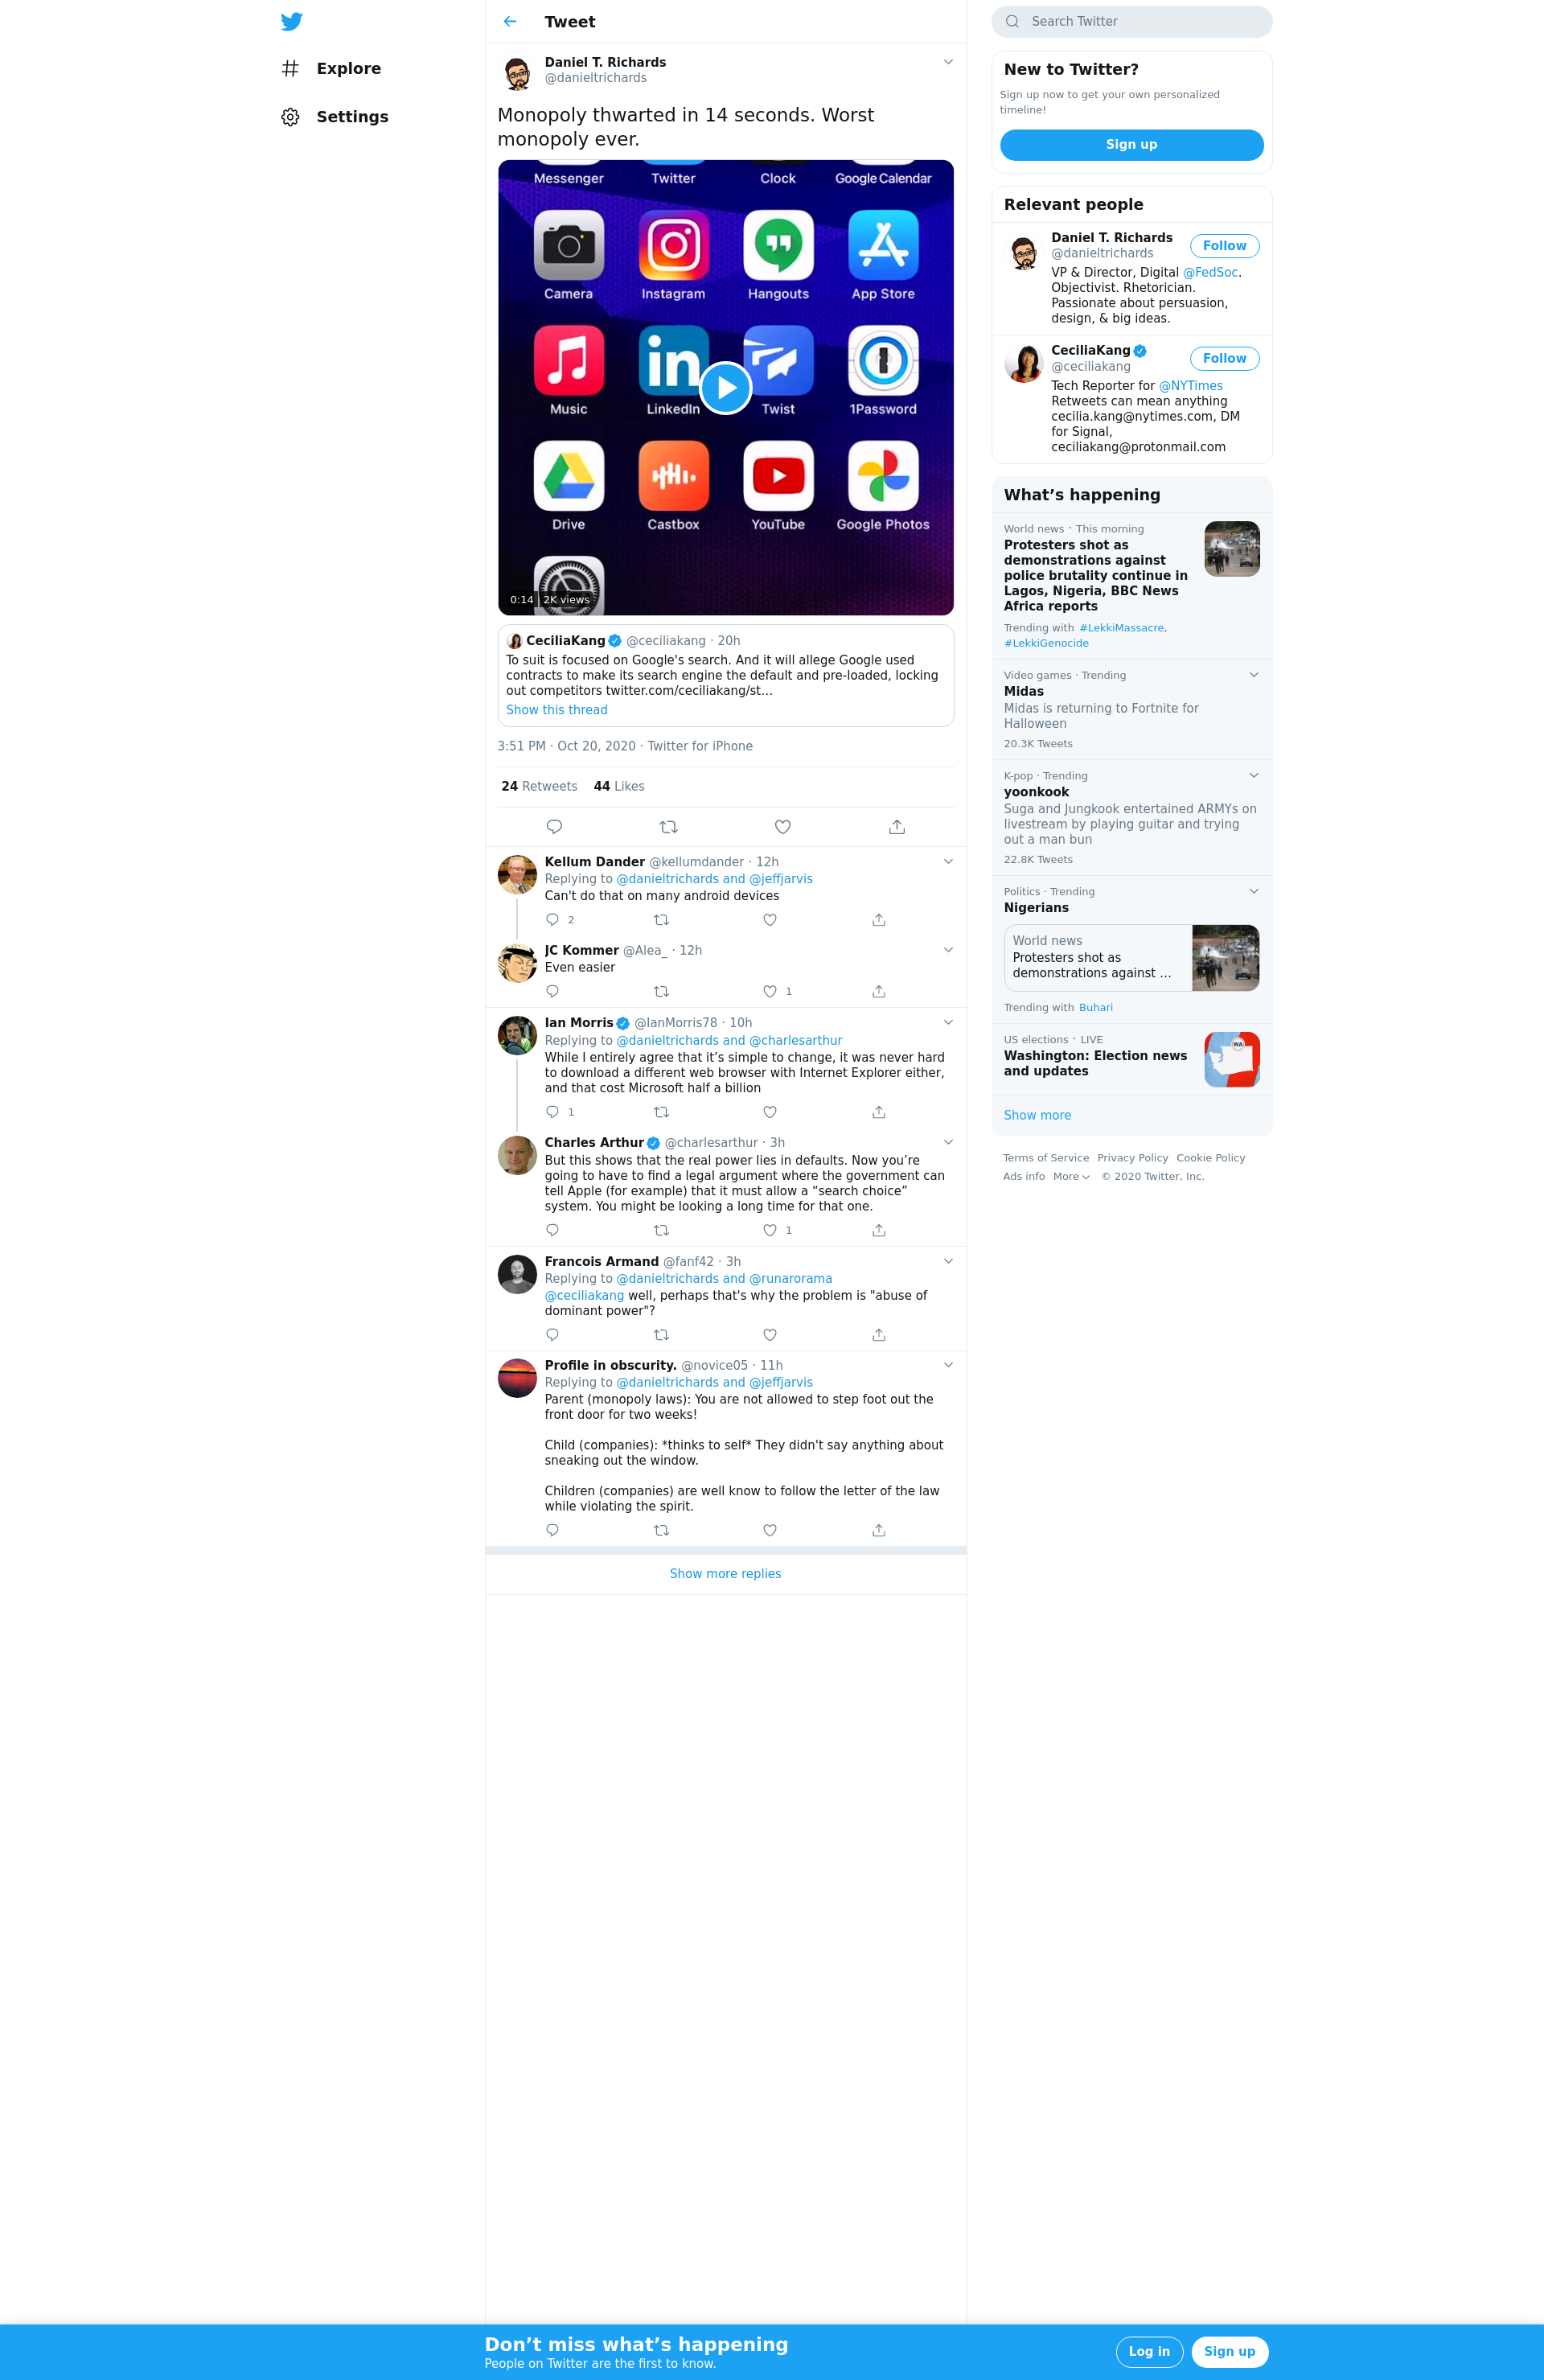 Explore
Settings
Tweet
Daniel T. Richards
@danieltrichards
Monopoly thwarted in 14 seconds. Worst
monopoly ever.
Messenger
Twitter
Clock
Google Calendar
Camera
Instagram
Hangouts
App Store
Music
LinkedIn
Twist
1Password
Drive
Castbox
YouTube
Google Photos
0:14 | 2K views
CeciliaKang @ceciliakang · 20h
To suit is focused on Google's search. And it will allege Google used
contracts to make its search engine the default and pre-loaded, locking
out competitors twitter.com/ceciliakang/st…
Show this thread
3:51 PM · Oct 20, 2020 · Twitter for iPhone
24 Retweets 44 Likes
Kellum Dander @kellumdander · 12h
Replying to @danieltrichards and @jeffjarvis
Can't do that on many android devices
2
JC Kommer @Alea_ · 12h
Even easier
1
Ian Morris @IanMorris78 · 10h
Replying to @danieltrichards and @charlesarthur
While I entirely agree that it’s simple to change, it was never hard
to download a different web browser with Internet Explorer either,
and that cost Microsoft half a billion
1
Charles Arthur @charlesarthur · 3h
But this shows that the real power lies in defaults. Now you’re
going to have to find a legal argument where the government can
tell Apple (for example) that it must allow a “search choice”
system. You might be looking a long time for that one.
1
Francois Armand @fanf42 · 3h
Replying to @danieltrichards and @runarorama
@ceciliakang well, perhaps that's why the problem is "abuse of
dominant power"?
Profile in obscurity. @novice05 · 11h
Replying to @danieltrichards and @jeffjarvis
Parent (monopoly laws): You are not allowed to step foot out the
front door for two weeks!
Child (companies): *thinks to self* They didn't say anything about
sneaking out the window.
Children (companies) are well know to follow the letter of the law
while violating the spirit.
Show more replies
Search Twitter
New to Twitter?
Sign up now to get your own personalized
timeline!
Sign up
Relevant people
Daniel T. Richards
@danieltrichards
Follow
VP & Director, Digital @FedSoc.
Objectivist. Rhetorician.
Passionate about persuasion,
design, & big ideas.
CeciliaKang
@ceciliakang
Follow
Tech Reporter for @NYTimes
Retweets can mean anything
cecilia.kang@nytimes.com, DM
for Signal,
ceciliakang@protonmail.com
What’s happening
World news · This morning
Protesters shot as
demonstrations against
police brutality continue in
Lagos, Nigeria, BBC News
Africa reports
Trending with #LekkiMassacre,
#LekkiGenocide
Video games · Trending
Midas
Midas is returning to Fortnite for
Halloween
20.3K Tweets
K-pop · Trending
yoonkook
Suga and Jungkook entertained ARMYs on
livestream by playing guitar and trying
out a man bun
22.8K Tweets
Politics · Trending
Nigerians
World news
Protesters shot as
demonstrations against …
Trending with Buhari
US elections · LIVE
Washington: Election news
and updates
WA
Show more
Terms of Service Privacy Policy Cookie Policy
Ads info More © 2020 Twitter, Inc.
Don’t miss what’s happening
People on Twitter are the first to know.
Log in
Sign up